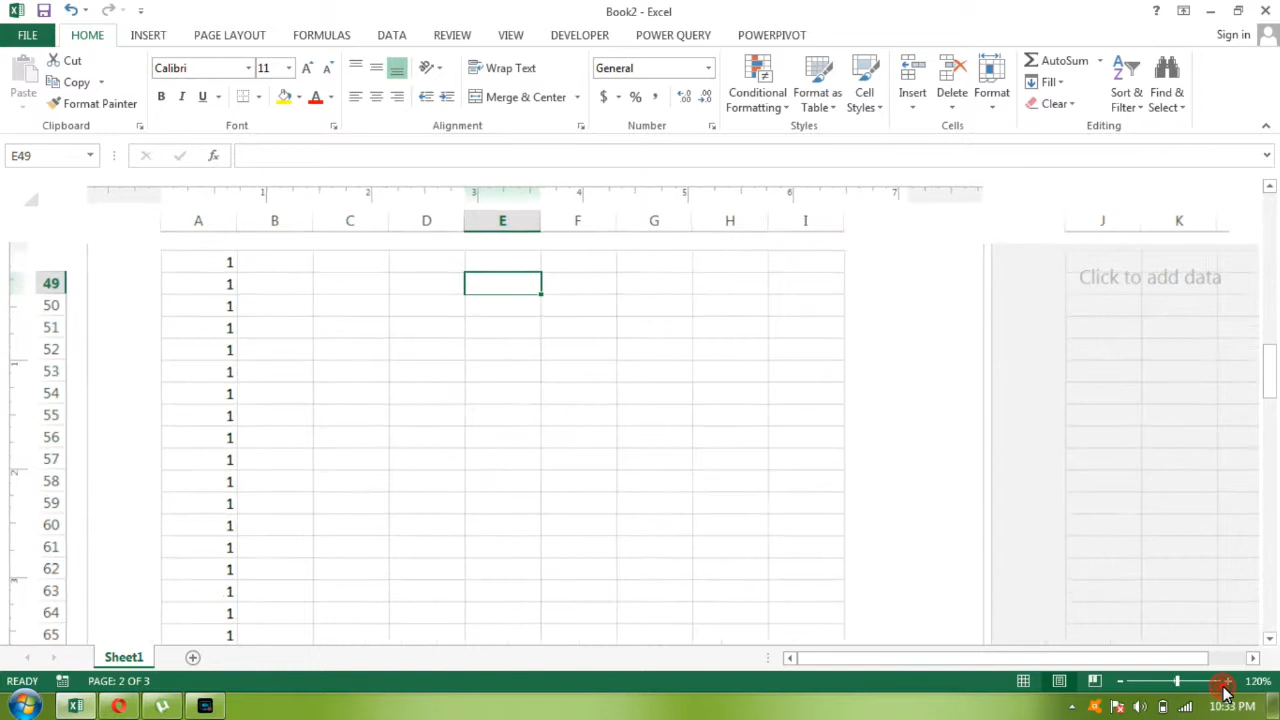 Book2 - Excel
FILE HOME INSERT PAGE LAYOUT FORMULAS DATA REVIEW VIEW DEVELOPER POWER QUERY POWERPIVOT Sign in
Cut Calibri 11 Wrap Text General AutoSum
Paste Copy Conditional Format as Cell Insert Delete Format Fill Sort & Find &
Format Painter Merge & Center $ % , Formatting Table Styles Clear Filter Select
Clipboard Font Alignment Number Styles Cells Editing
E49 fx
1 2 3 4 5 6 7
A B C D E F G H I J K
1
49 1 Click to add data
50 1
51 1
52 1
53 1
54 1
55 1
56 1
57 1
58 1
59 1
60 1
61 1
62 1
63 1
64 1
65 1
Sheet1
READY PAGE: 2 OF 3 120%
10:33 PM